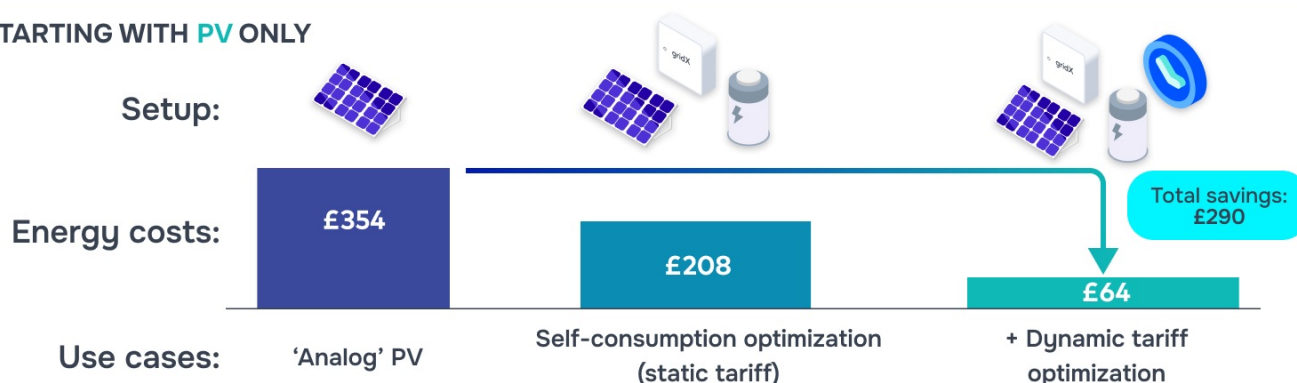 TARTING WITH PV ONLY
Setup:
gridX
gridX
Energy costs:
£354
£208
£64
Total savings:
£290
Use cases:
‘Analog’ PV
Self-consumption optimization
(static tariff)
+ Dynamic tariff
optimization